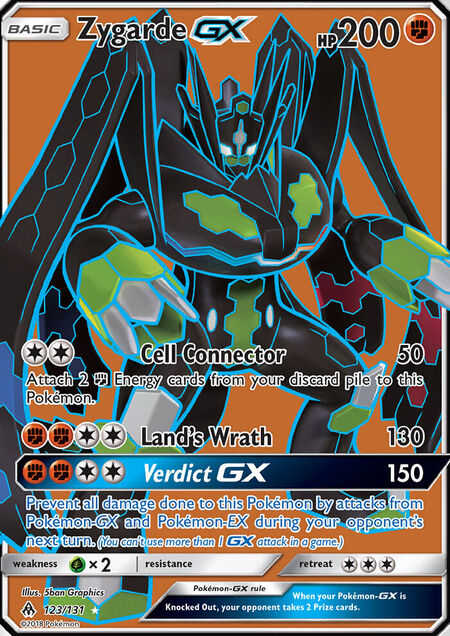 BASIC Zygarde GX HP200
Cell Connector 50
Attach 2 Energy cards from your discard pile to this
Pokémon.
Land's Wrath 130
Verdict GX 150
Prevent all damage done to this Pokémon by attacks from
Pokémon-GX and Pokémon-EX during your opponent's
next turn. (You can't use more than 1 GX attack in a game.)
weakness ×2 resistance retreat
Illus. 5ban Graphics
123/131
©2018 Pokémon
Pokémon-GX rule
When your Pokémon-GX is
Knocked Out, your opponent takes 2 Prize cards.